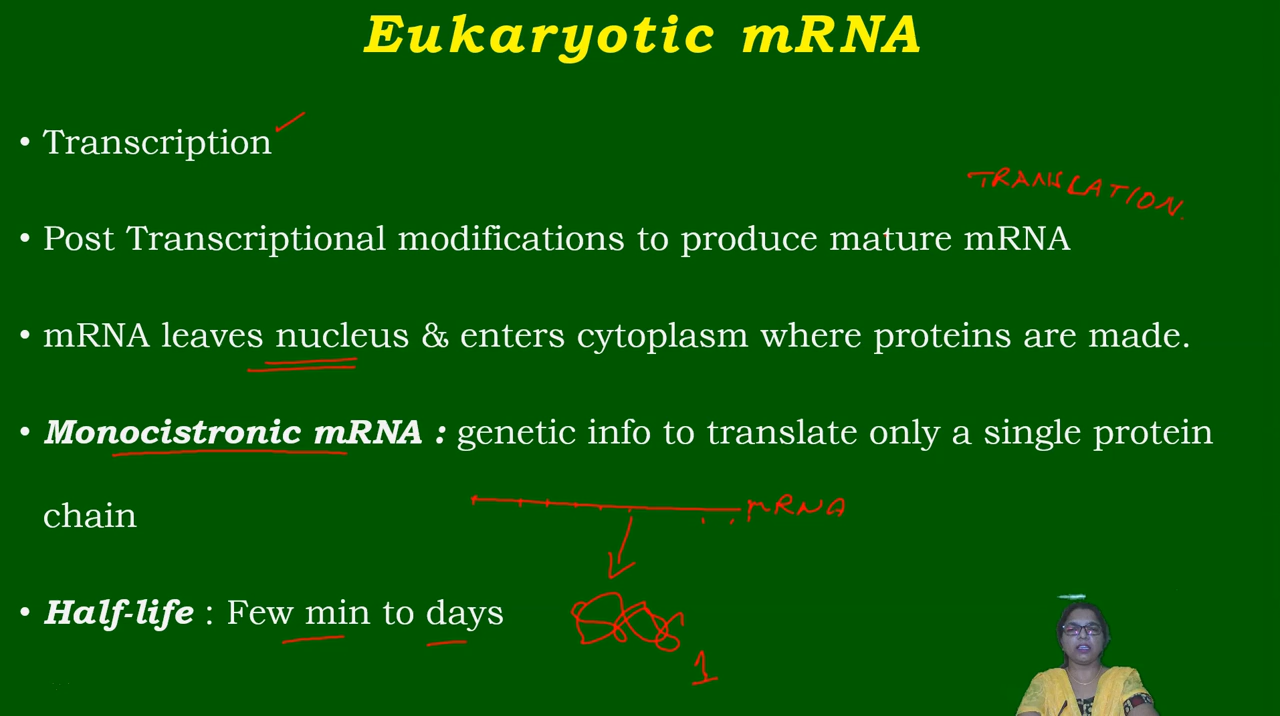 Eukaryotic mRNA
• Transcription
TRANSLATION.
• Post Transcriptional modifications to produce mature mRNA
• mRNA leaves nucleus & enters cytoplasm where proteins are made.
• Monocistronic mRNA : genetic info to translate only a single protein
chain
mRNA
• Half-life : Few min to days
1